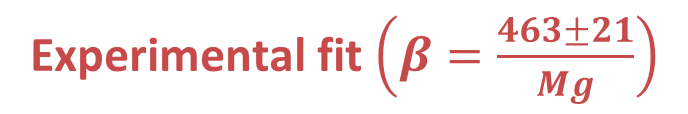 Experimental fit (β = 463±21/Mg)